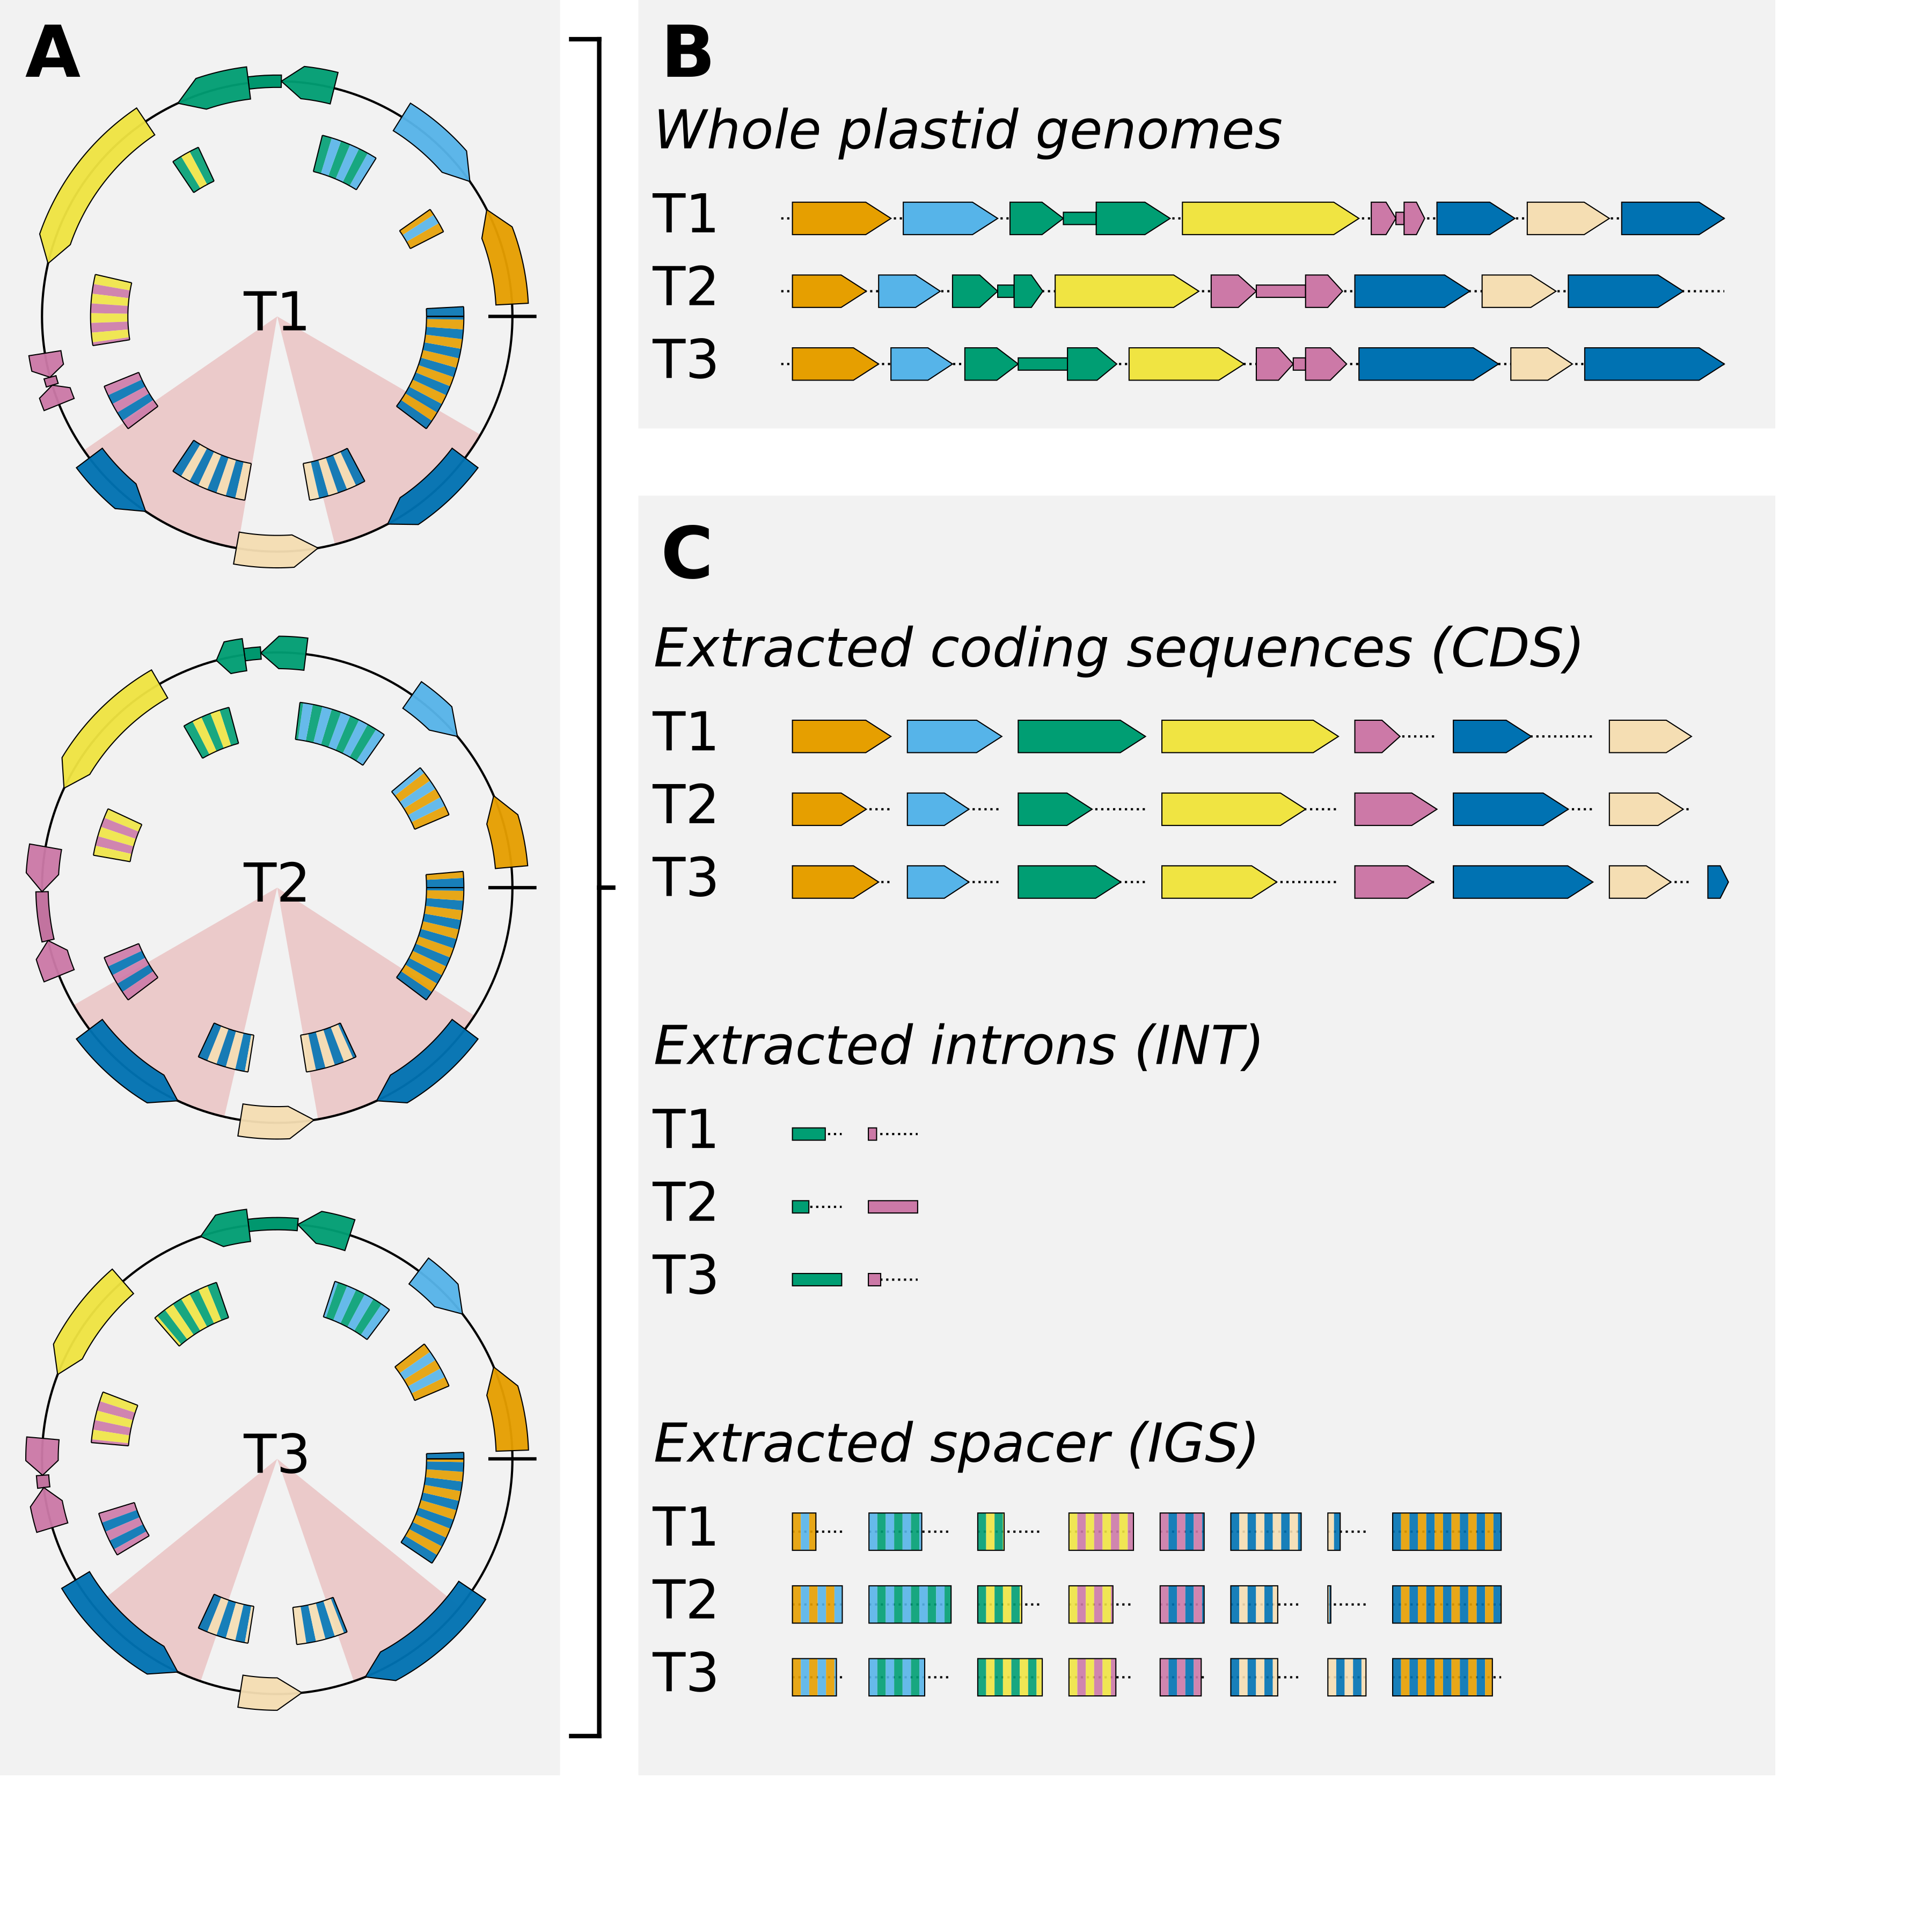 A
T1
T2
T3
B
Whole plastid genomes
T1
T2
T3
C
Extracted coding sequences (CDS)
T1
T2
T3
Extracted introns (INT)
T1
T2
T3
Extracted spacer (IGS)
T1
T2
T3